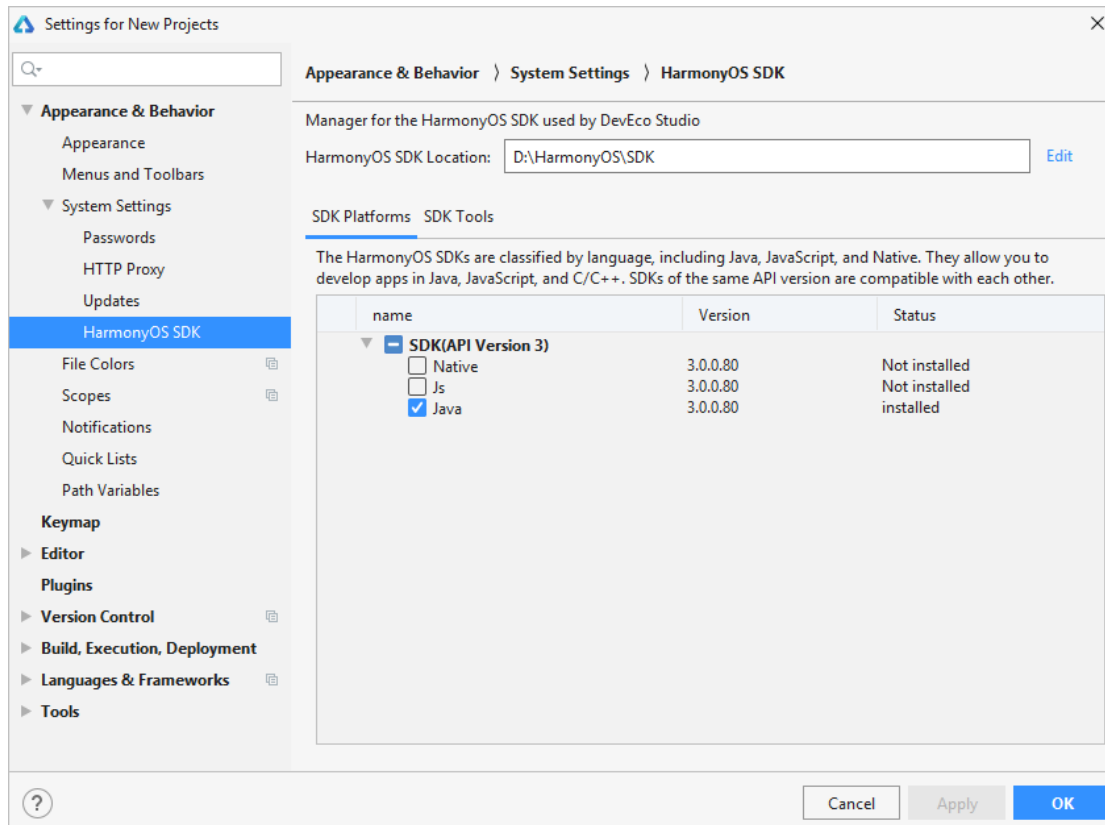 Settings for New Projects
Appearance & Behavior
Appearance
Menus and Toolbars
System Settings
Passwords
HTTP Proxy
Updates
HarmonyOS SDK
File Colors
Scopes
Notifications
Quick Lists
Path Variables
Keymap
Editor
Plugins
Version Control
Build, Execution, Deployment
Languages & Frameworks
Tools
Appearance & Behavior 〉 System Settings 〉 HarmonyOS SDK
Manager for the HarmonyOS SDK used by DevEco Studio
HarmonyOS SDK Location: D:\HarmonyOS\SDK Edit
SDK Platforms SDK Tools
The HarmonyOS SDKs are classified by language, including Java, JavaScript, and Native. They allow you to
develop apps in Java, JavaScript, and C/C++. SDKs of the same API version are compatible with each other.
name Version Status
SDK(API Version 3)
Native 3.0.0.80 Not installed
Js 3.0.0.80 Not installed
Java 3.0.0.80 installed
? Cancel Apply OK